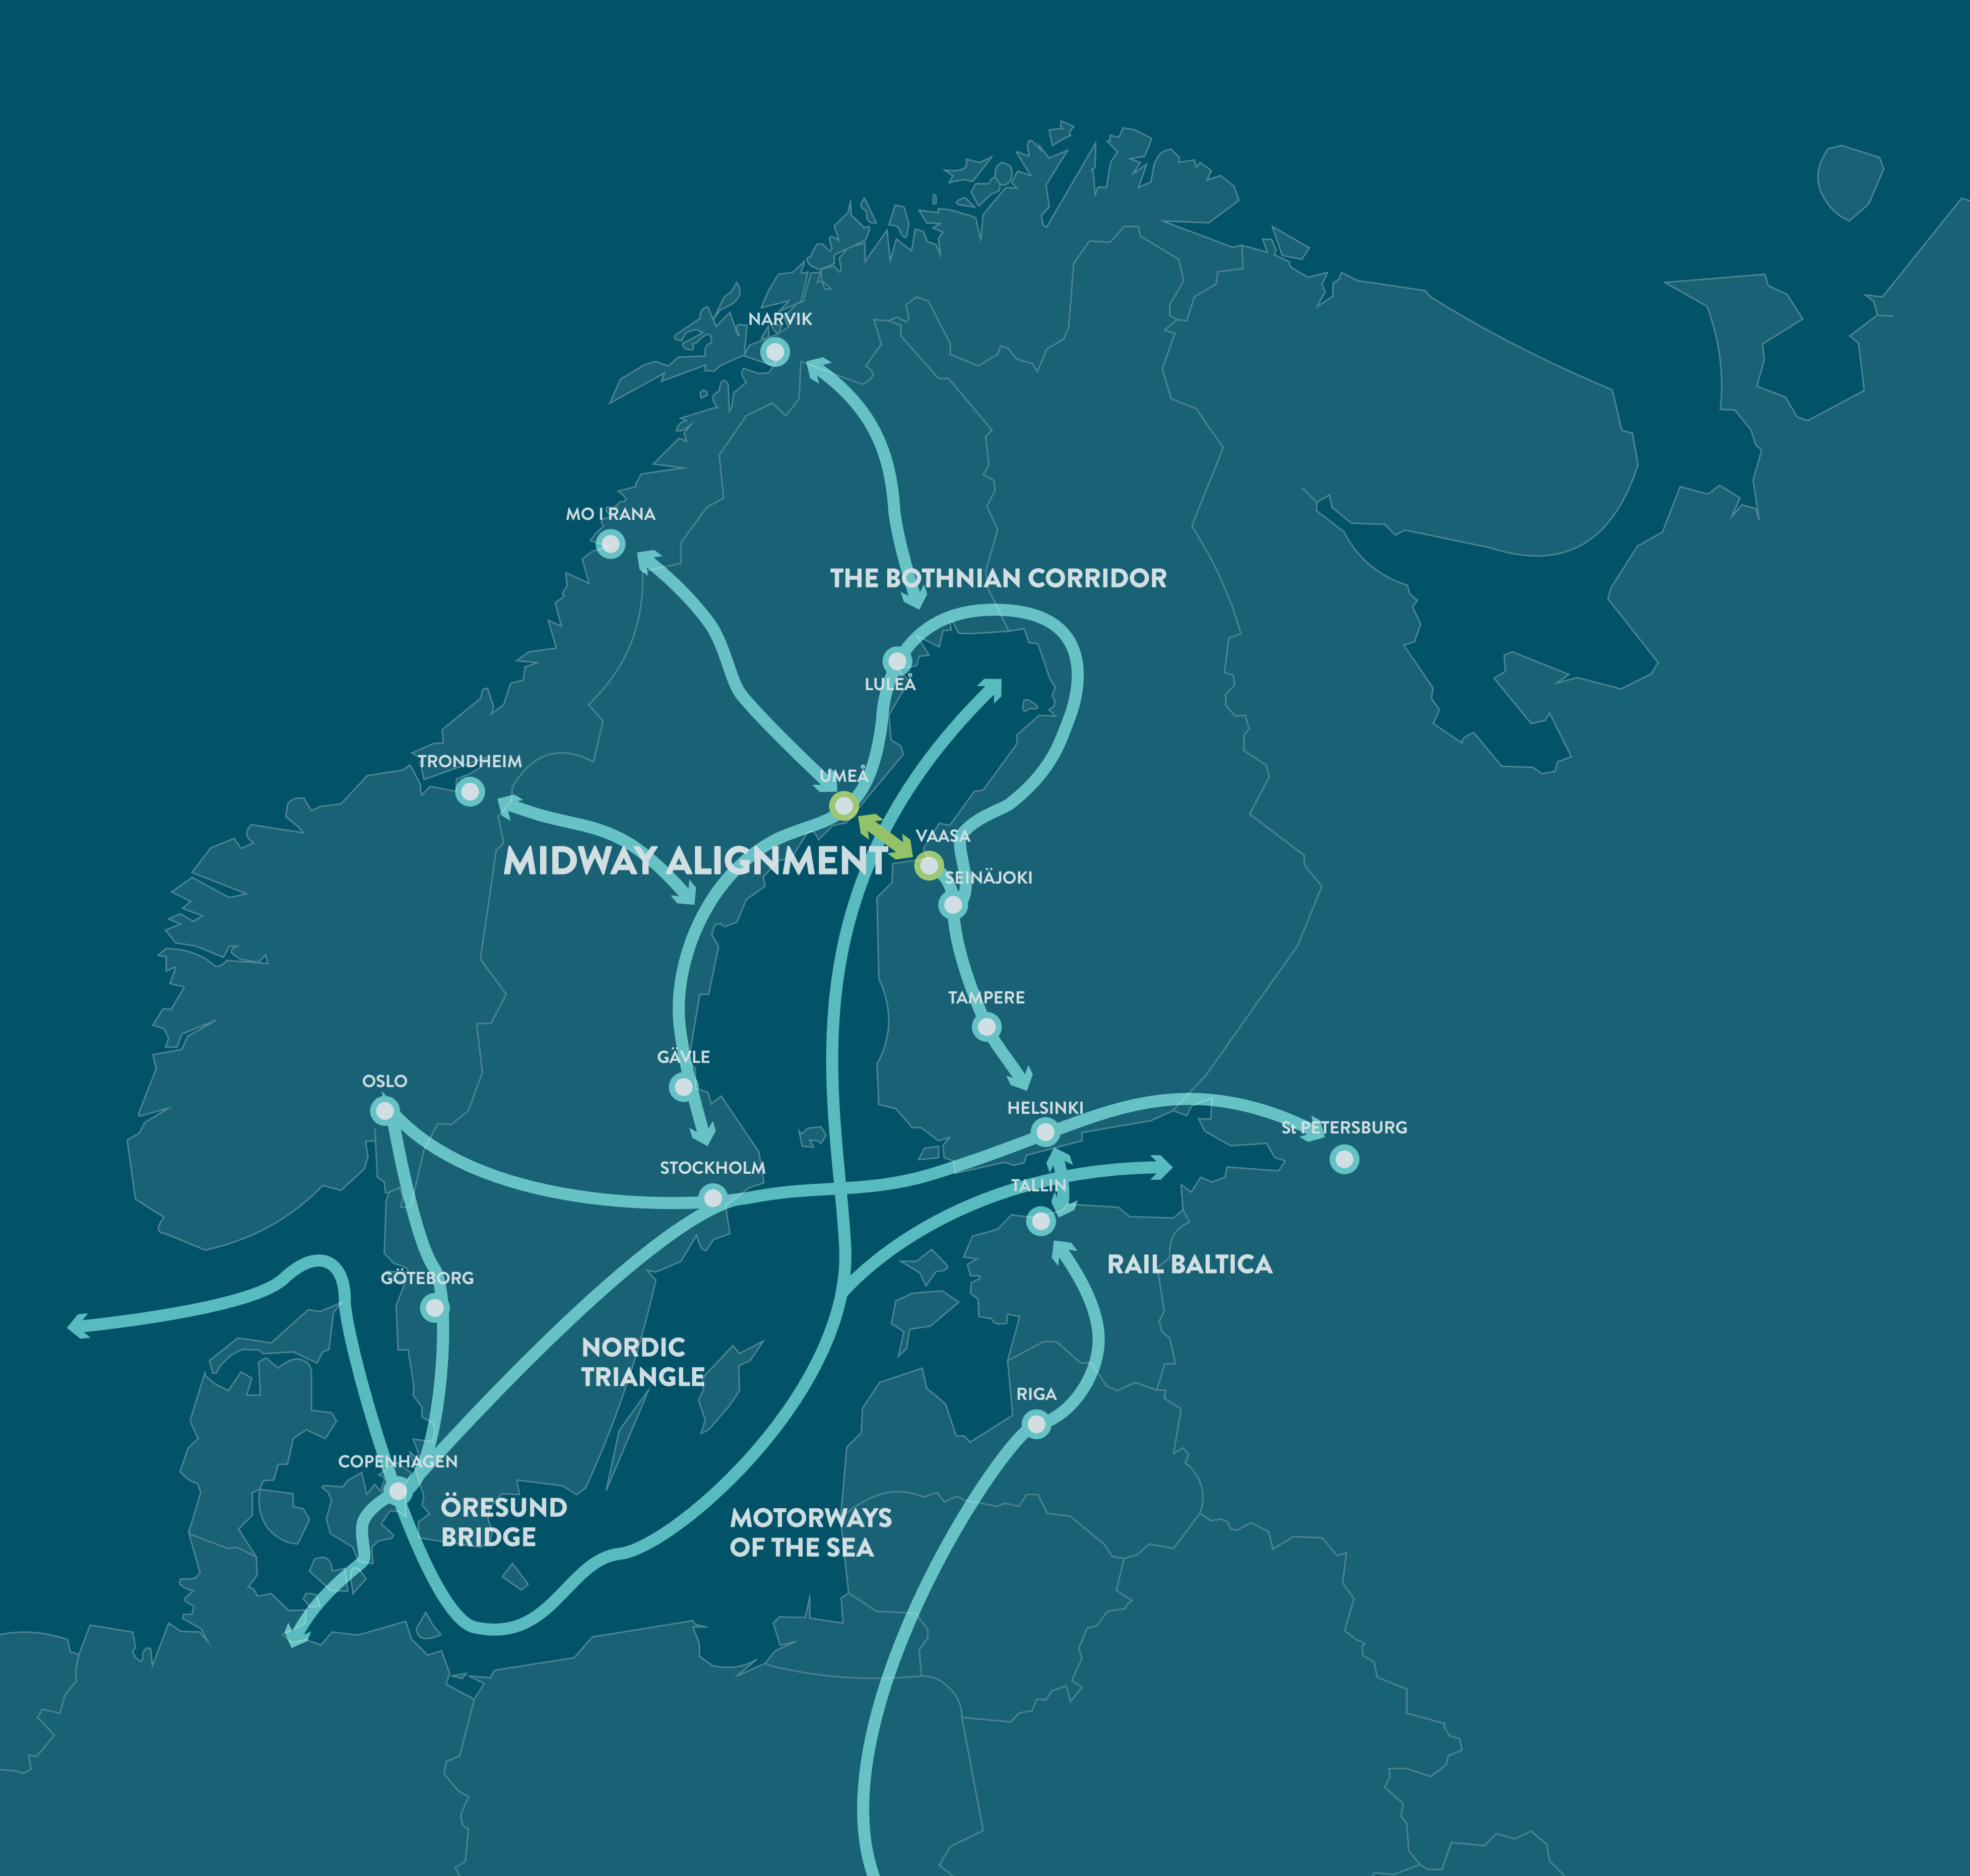 NARVIK
MO I RANA
THE BOTHNIAN CORRIDOR
LULEÅ
TRONDHEIM
UMEÅ
VAASA
MIDWAY ALIGNMENT
SEINÄJOKI
TAMPERE
GÄVLE
OSLO
HELSINKI
St PETERSBURG
STOCKHOLM
TALLIN
RAIL BALTICA
GÖTEBORG
NORDIC
TRIANGLE
RIGA
COPENHAGEN
ÖRESUND
BRIDGE
MOTORWAYS
OF THE SEA